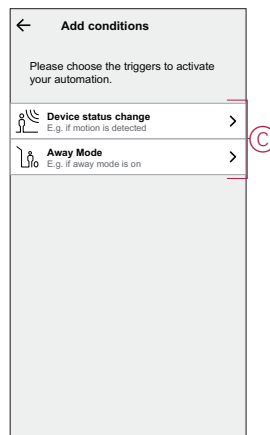 Add conditions
Please choose the triggers to activate
your automation.
Device status change
E.g. if motion is detected
C
Away Mode
E.g. if away mode is on